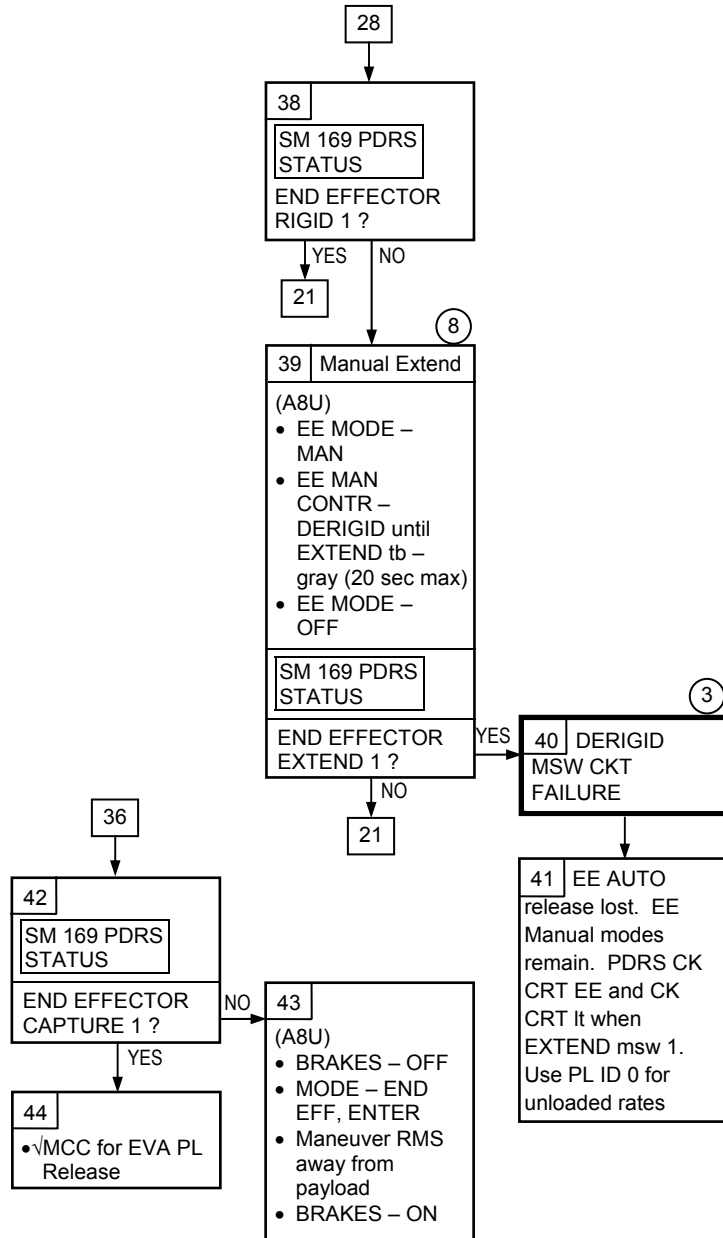 28
38
SM 169 PDRS
STATUS
END EFFECTOR
RIGID 1 ?
YES
NO
21
8
39 Manual Extend
(A8U)
• EE MODE –
MAN
• EE MAN
CONTR –
DERIGID until
EXTEND tb –
gray (20 sec max)
• EE MODE –
OFF
SM 169 PDRS
STATUS
END EFFECTOR
EXTEND 1 ?
YES
NO
21
3
40 DERIGID
MSW CKT
FAILURE
41 EE AUTO
release lost. EE
Manual modes
remain. PDRS CK
CRT EE and CK
CRT lt when
EXTEND msw 1.
Use PL ID 0 for
unloaded rates
36
42
SM 169 PDRS
STATUS
END EFFECTOR
CAPTURE 1 ?
NO
YES
43
(A8U)
• BRAKES – OFF
• MODE – END
EFF, ENTER
• Maneuver RMS
away from
payload
• BRAKES – ON
44
•√MCC for EVA PL
Release